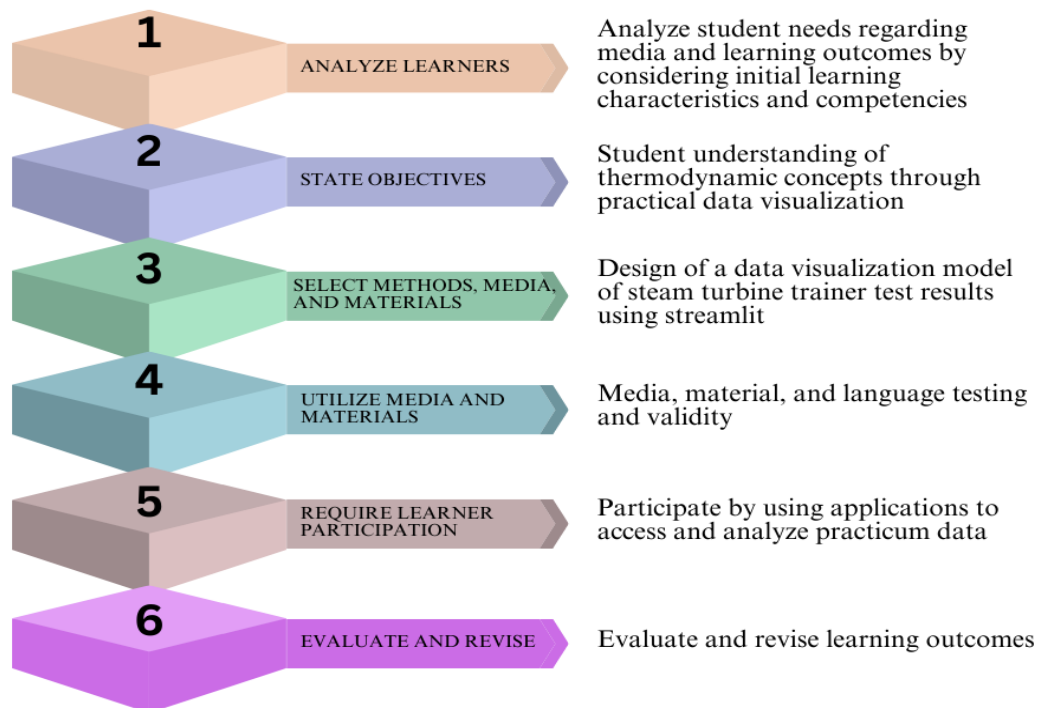 1
ANALYZE LEARNERS
Analyze student needs regarding
media and learning outcomes by
considering initial learning
characteristics and competencies
2
STATE OBJECTIVES
Student understanding of
thermodynamic concepts through
practical data visualization
3
SELECT METHODS, MEDIA,
AND MATERIALS
Design of a data visualization model
of steam turbine trainer test results
using streamlit
4
UTILIZE MEDIA AND
MATERIALS
Media, material, and language testing
and validity
5
REQUIRE LEARNER
PARTICIPATION
Participate by using applications to
access and analyze practicum data
6
EVALUATE AND REVISE
Evaluate and revise learning outcomes